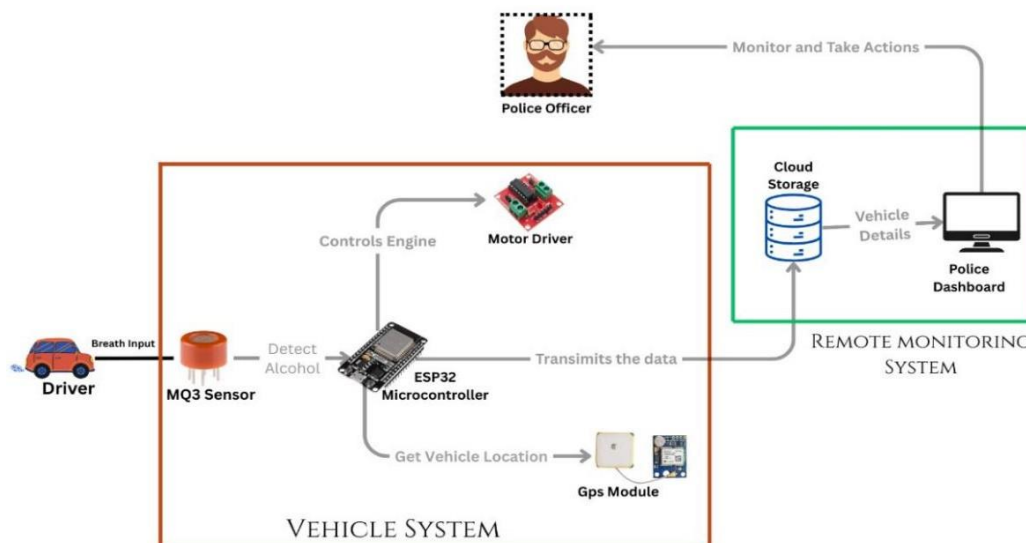 Monitor and Take Actions
Police Officer
Cloud
Storage
Vehicle
Details
Police
Dashboard
Controls Engine
Motor Driver
Breath Input
Driver
MQ3 Sensor
Detect
Alcohol
ESP32
Microcontroller
Transimits the data
REMOTE MONITORING
SYSTEM
Get Vehicle Location
Gps Module
VEHICLE SYSTEM